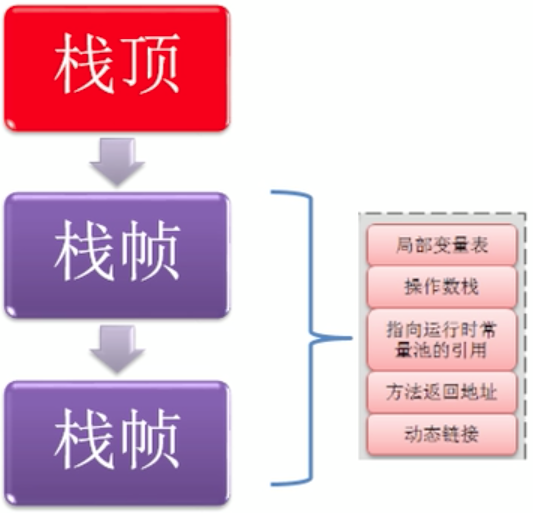 栈顶
栈帧
栈帧
局部变量表
操作数栈
指向运行时常
量池的引用
方法返回地址
动态链接